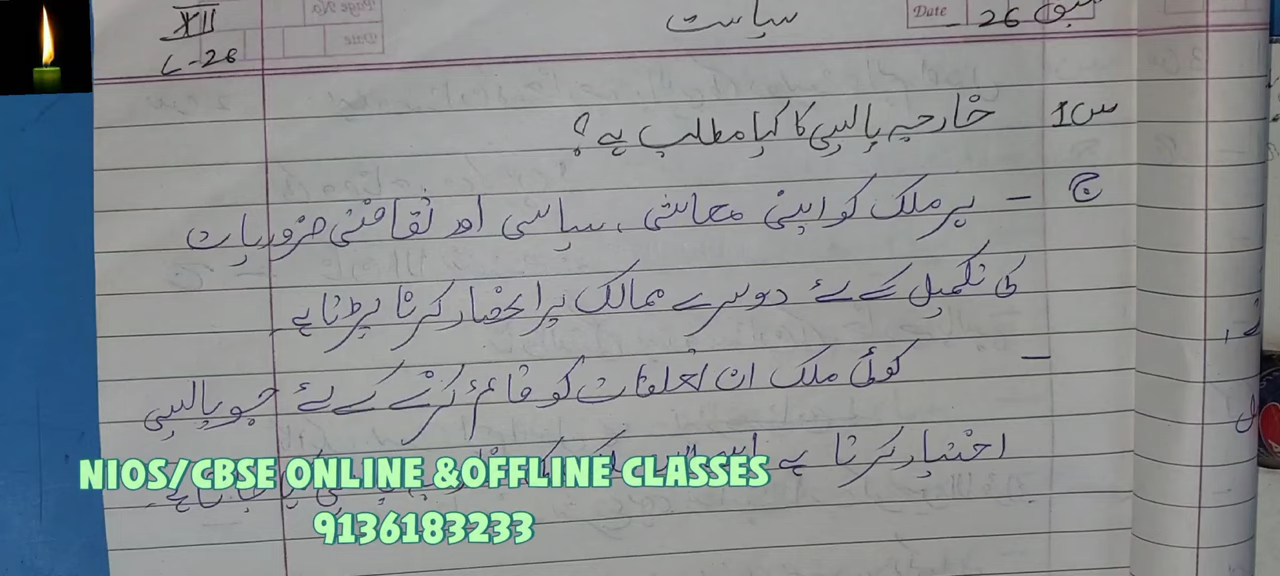 XII
L-26
سیاست
Date
سبق 26
س1 خارجہ پالیسی کا کیا مطلب ہے؟
ج - ہر ملک کو اپنی معاشی، سیاسی اور ثقافتی ضروریات
کی تکمیل کے لئے دوسرے ممالک پر انحصار کرنا پڑتا ہے۔
- کوئی ملک ان تعلقات کو قائم کرنے کے لئے جو پالیسی
اختیار کرتا ہے
NIOS/CBSE ONLINE &OFFLINE CLASSES
9136183233